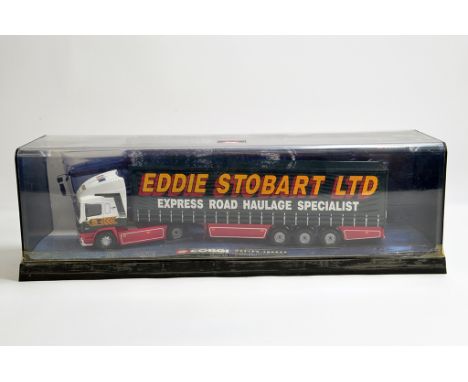 EDDIE STOBART LTD
EXPRESS ROAD HAULAGE SPECIALIST
CORGI